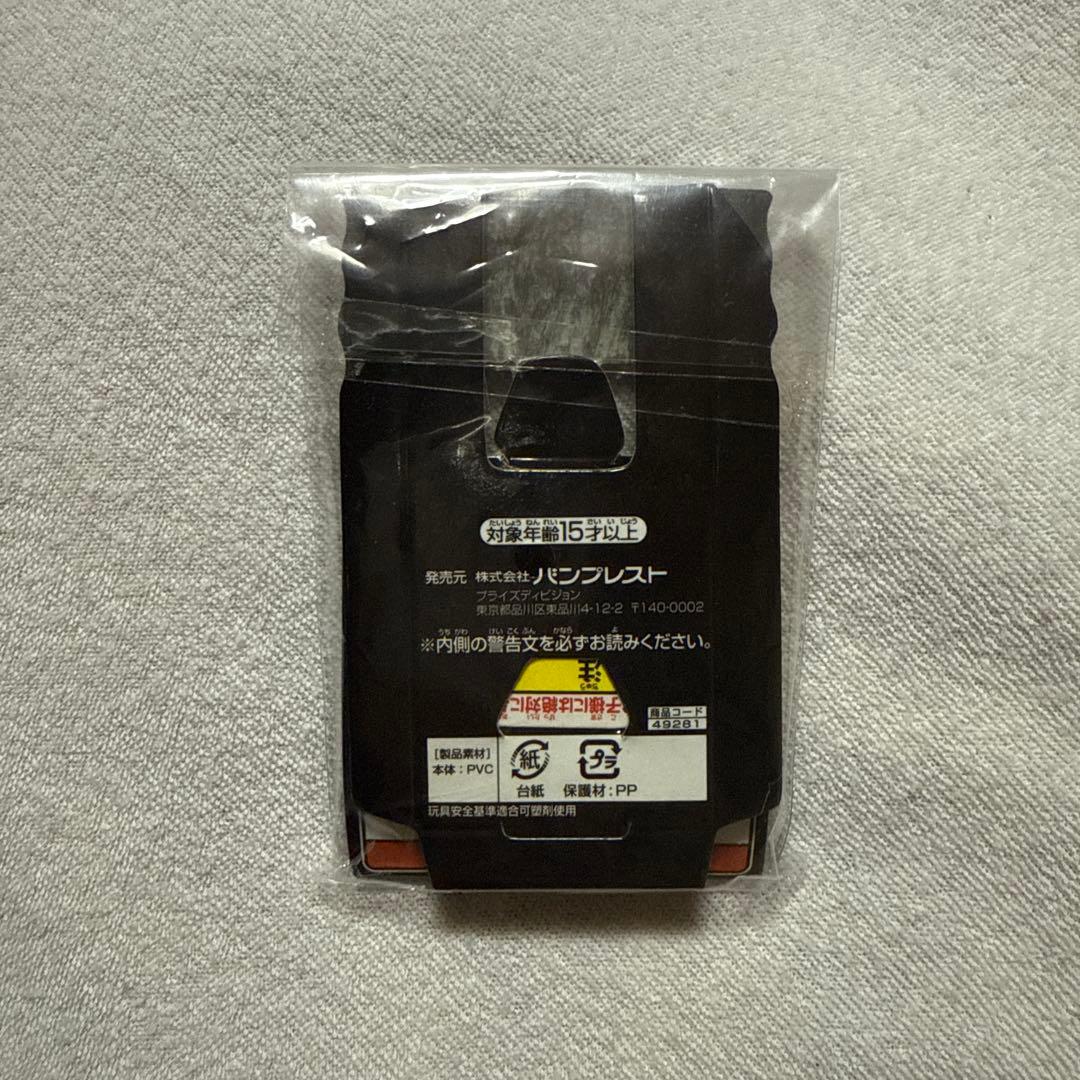 対象年齢15才以上
発売元 株式会社 バンプレスト
プライズディビジョン
東京都品川区東品川4-12-2 〒140-0002
※内側の警告文を必ずお読みください。
注
子様には絶対に
商品コード
49281
[製品素材]
本体:PVC
紙
台紙
プラ
保護材:PP
玩具安全基準適合可塑剤使用